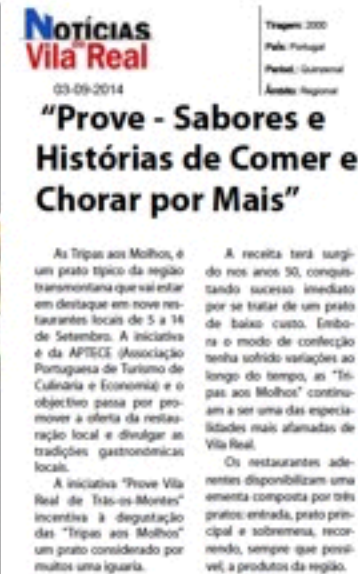 NOTÍCIAS
de
Vila Real
03-09-2014
Tiragem: 2000
País: Portugal
Period.: Quinzenal
Âmbito: Regional
"Prove - Sabores e
Histórias de Comer e
Chorar por Mais"
As Tripas aos Molhos, é
um prato típico da região
transmontana que vai estar
em destaque em nove res-
taurantes locais de 5 a 14
de Setembro. A iniciativa
é da APTECE (Associação
Portuguesa de Turismo de
Culinária e Economia) e o
objectivo passa por pro-
mover a oferta da restau-
ração local e divulgar as
tradições gastronómicas
locais.
A iniciativa "Prove Vila
Real de Trás-os-Montes"
incentiva à degustação
das "Tripas aos Molhos"
um prato considerado por
muitos uma iguaria.
A receita terá surgi-
do nos anos 50, conquis-
tando sucesso imediato
por se tratar de um prato
de baixo custo. Embo-
ra o modo de confecção
tenha sofrido variações ao
longo do tempo, as "Tri-
pas aos Molhos" continu-
am a ser uma das especia-
lidades mais afamadas de
Vila Real.
Os restaurantes ade-
rentes disponibilizam uma
ementa composta por três
pratos: entrada, prato prin-
cipal e sobremesa, recor-
rendo, sempre que possí-
vel, a produtos da região.